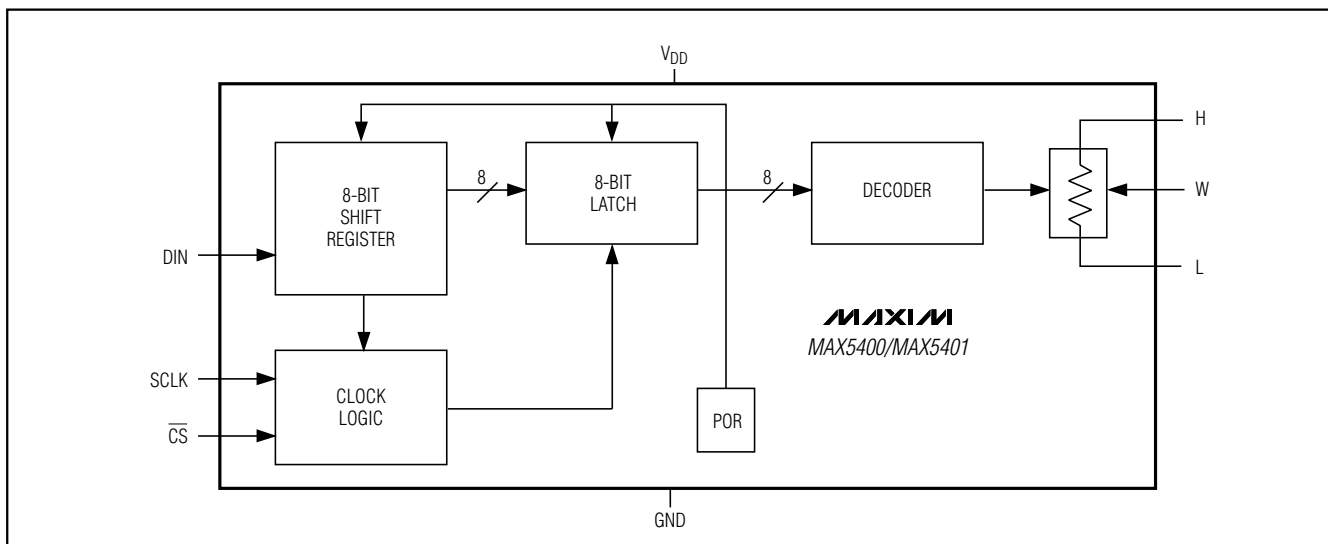 VDD
H
8-BIT
SHIFT
REGISTER
8
8-BIT
LATCH
8
DECODER
W
DIN
L
MAXIM
MAX5400/MAX5401
SCLK
CLOCK
LOGIC
CS
POR
GND